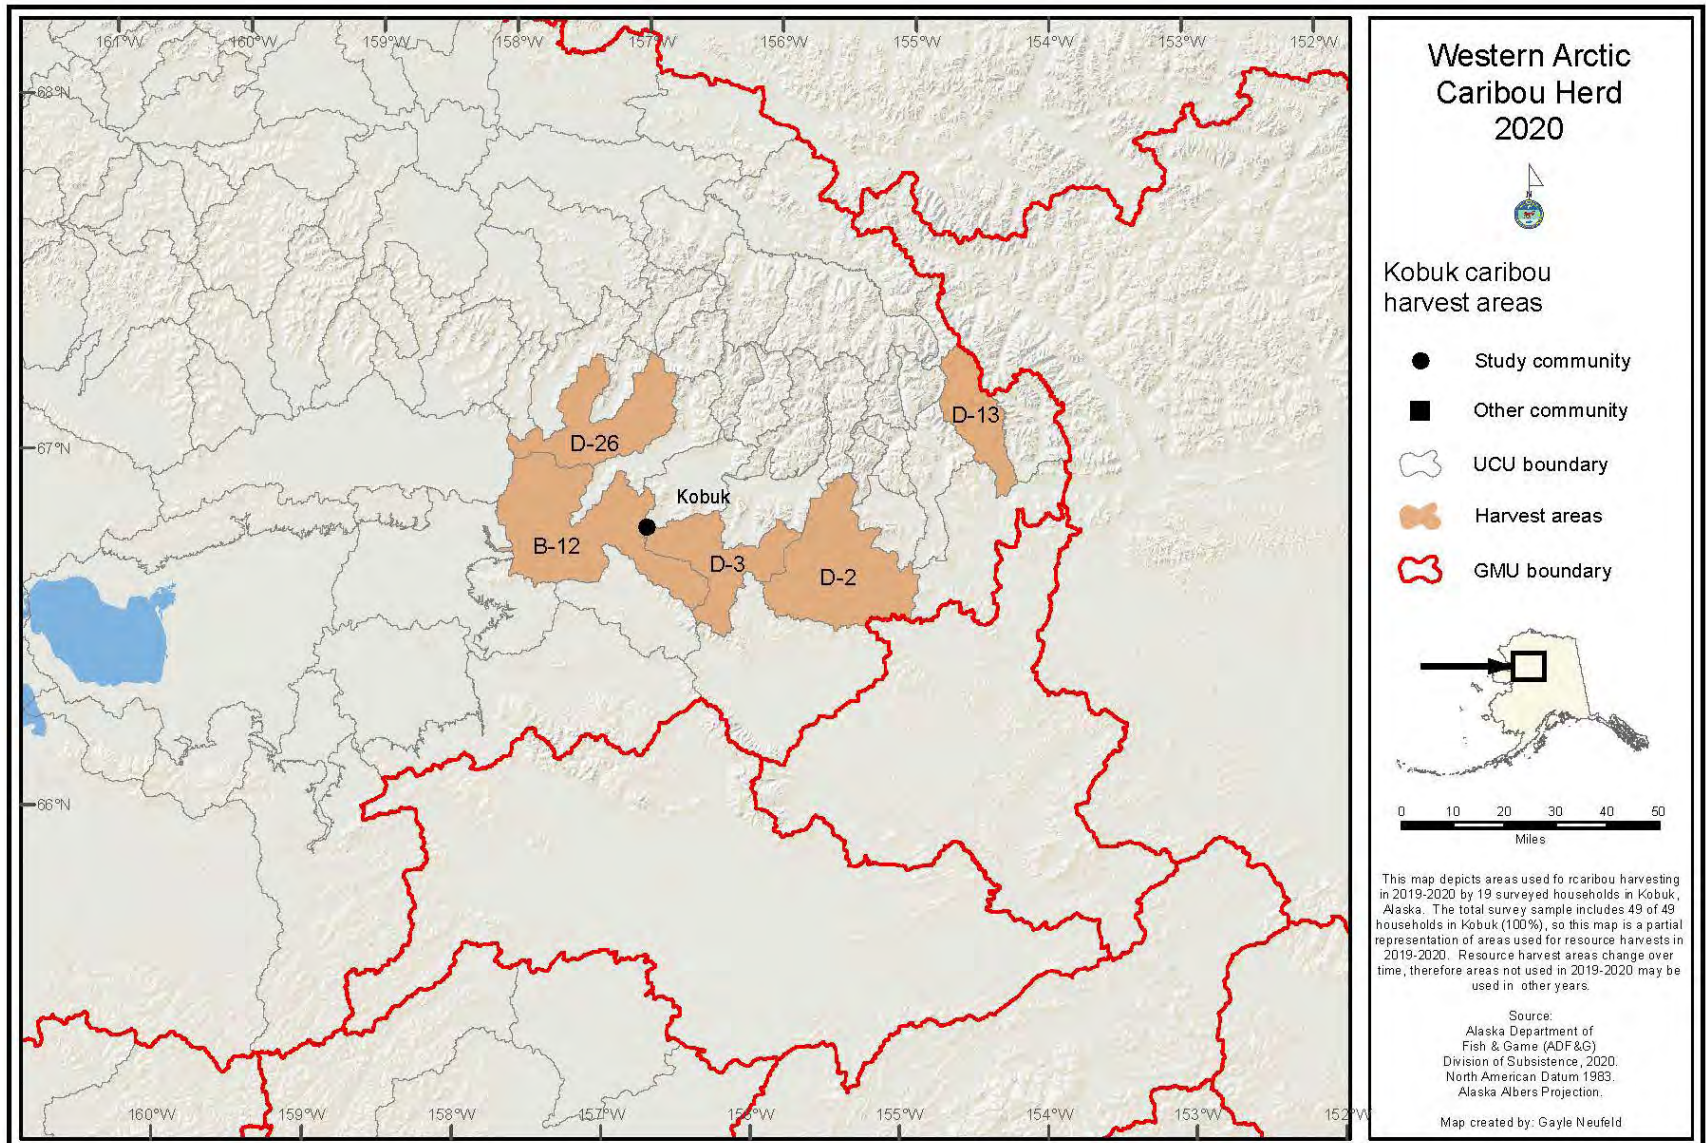 161°W 160°W 159°W 158°W 157°W 156°W 155°W 154°W 153°W 152°W
68°N
67°N
66°N
D-26
D-13
Kobuk
B-12
D-3
D-2
160°W 159°W 158°W 157°W 156°W 155°W 154°W 153°W 152°W
Western Arctic
Caribou Herd
2020
N
Kobuk caribou
harvest areas
Study community
Other community
UCU boundary
Harvest areas
GMU boundary
0 10 20 30 40 50
Miles
This map depicts areas used fo rcaribou harvesting
in 2019-2020 by 19 surveyed households in Kobuk,
Alaska. The total survey sample includes 49 of 49
households in Kobuk (100%), so this map is a partial
representation of areas used for resource harvests in
2019-2020. Resource harvest areas change over
time, therefore areas not used in 2019-2020 may be
used in other years.
Source:
Alaska Department of
Fish & Game (ADF&G)
Division of Subsistence, 2020.
North American Datum 1983.
Alaska Albers Projection.
Map created by: Gayle Neufeld